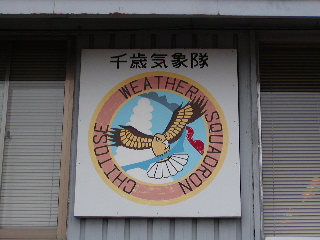 千歳気象隊
CHITOSE WEATHER SQUADRON